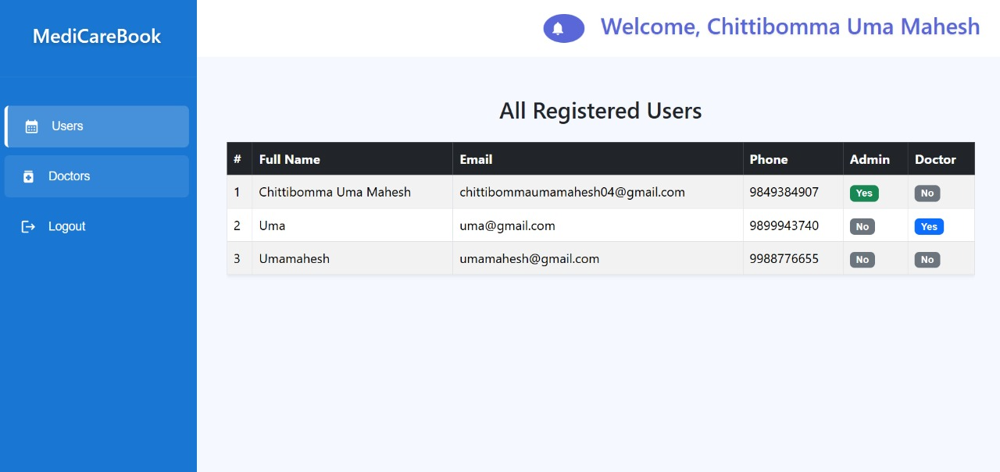 MediCareBook
Welcome, Chittibomma Uma Mahesh
Users
Doctors
Logout
All Registered Users
# Full Name Email Phone Admin Doctor
1 Chittibomma Uma Mahesh chittibommaumamahesh04@gmail.com 9849384907 Yes No
2 Uma uma@gmail.com 9899943740 No Yes
3 Umamahesh umamahesh@gmail.com 9988776655 No No